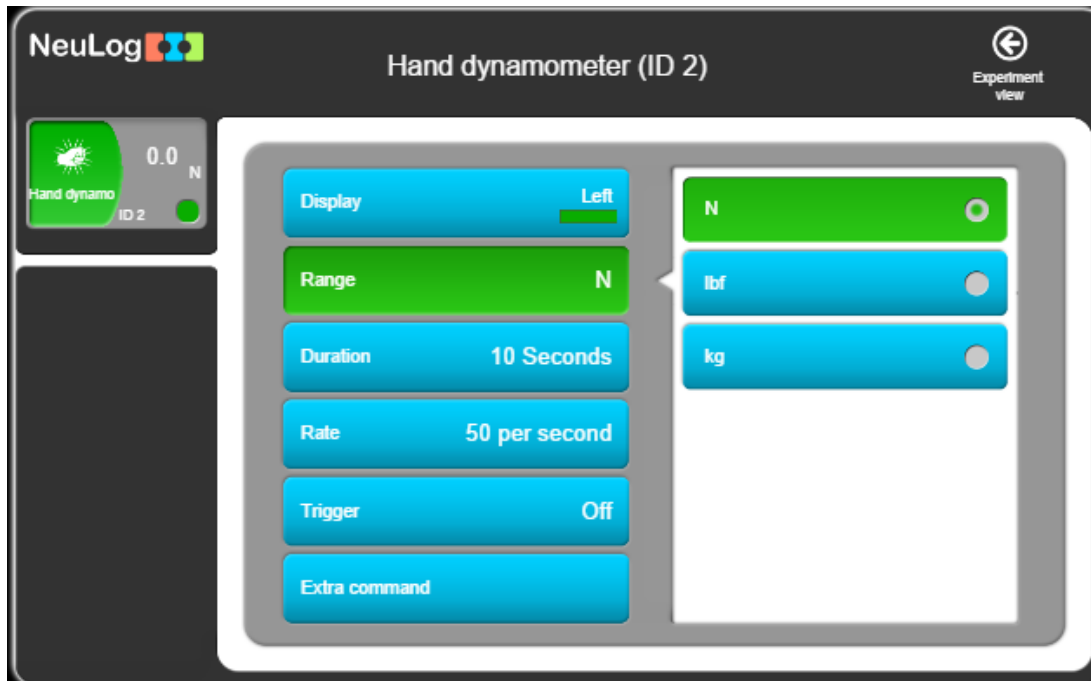 NeuLog
Hand dynamometer (ID 2)
Experiment
view
0.0 N
Hand dynamo
ID 2
Display Left
Range N
Duration 10 Seconds
Rate 50 per second
Trigger Off
Extra command
N
lbf
kg